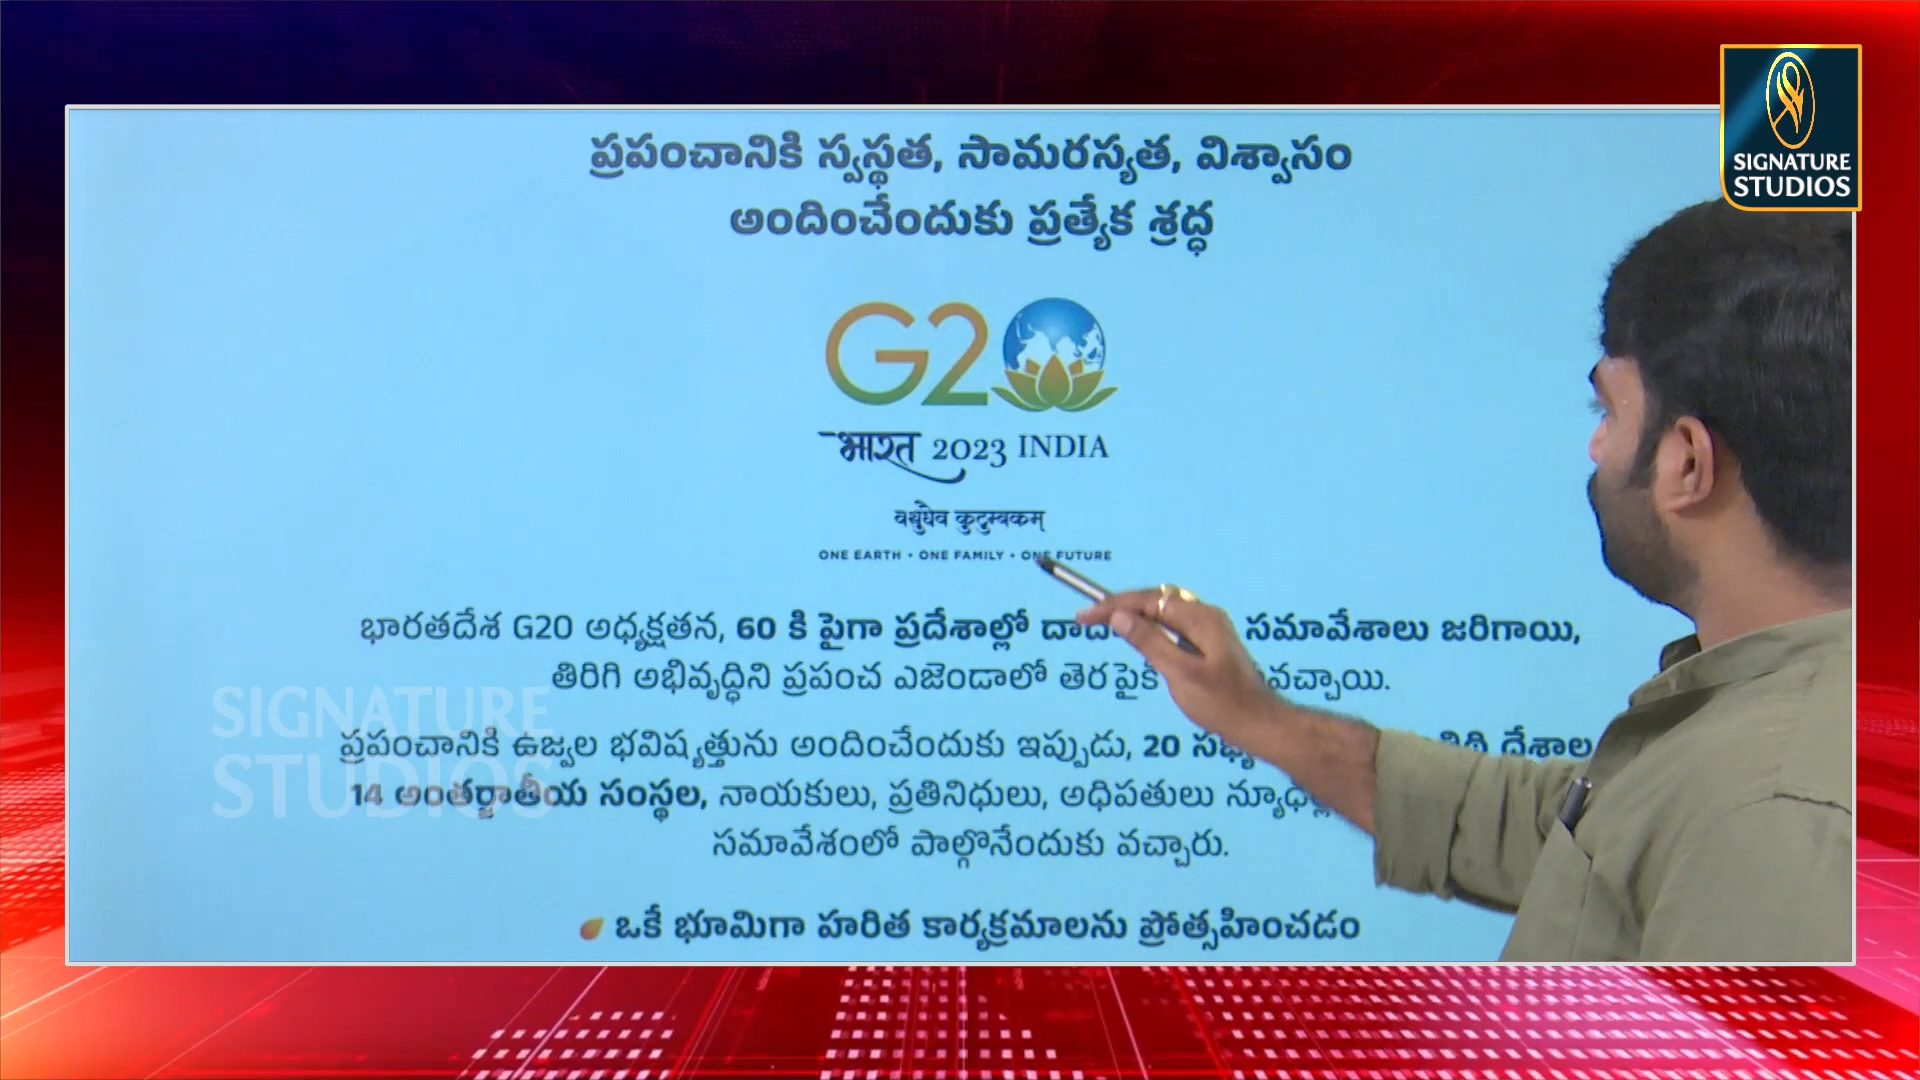 SIGNATURE
STUDIOS
ప్రపంచానికి స్వస్థత, సామరస్యత, విశ్వాసం
అందించేందుకు ప్రత్యేక శ్రద్ధ
G20
भारत 2023 INDIA
वसुधैव कुटुम्बकम्
ONE EARTH • ONE FAMILY • ONE FUTURE
భారతదేశ G20 అధ్యక్షతన, 60 కి పైగా ప్రదేశాల్లో సమావేశాలు జరిగాయి,
తిరిగి అభివృద్ధిని ప్రపంచ ఎజెండాలో తెరపైకి
ప్రపంచానికి ఉజ్వల భవిష్యత్తును అందించేందుకు ఇప్పుడు, 20 దేశాల
14 అంతర్జాతీయ సంస్థల, నాయకులు, ప్రతినిధులు, అధిపతులు
సమావేశంలో పాల్గొనేందుకు వచ్చారు.
ఒకే భూమిగా హరిత కార్యక్రమాలను ప్రోత్సహించడం
SIGNATURE
STUDIOS